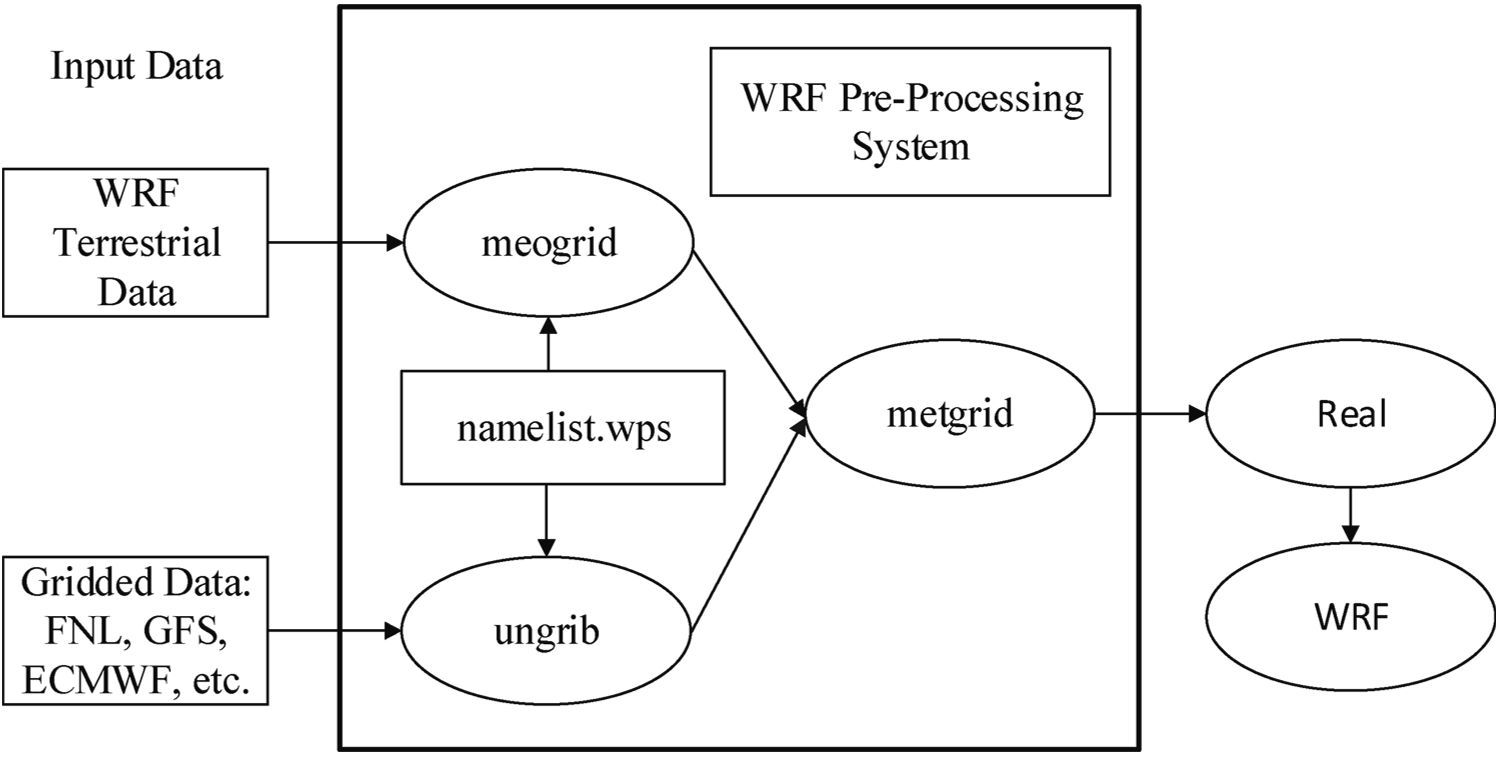 Input Data
WRF Pre-Processing
System
WRF
Terrestrial
Data
meogrid
namelist.wps
metgrid
Real
Gridded Data:
FNL, GFS,
ECMWF, etc.
ungrib
WRF